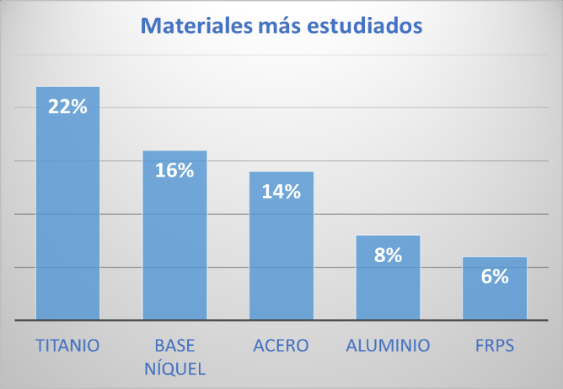 Materiales más estudiados
22%
16%
14%
8%
6%
TITANIO
BASE
NÍQUEL
ACERO
ALUMINIO
FRPS